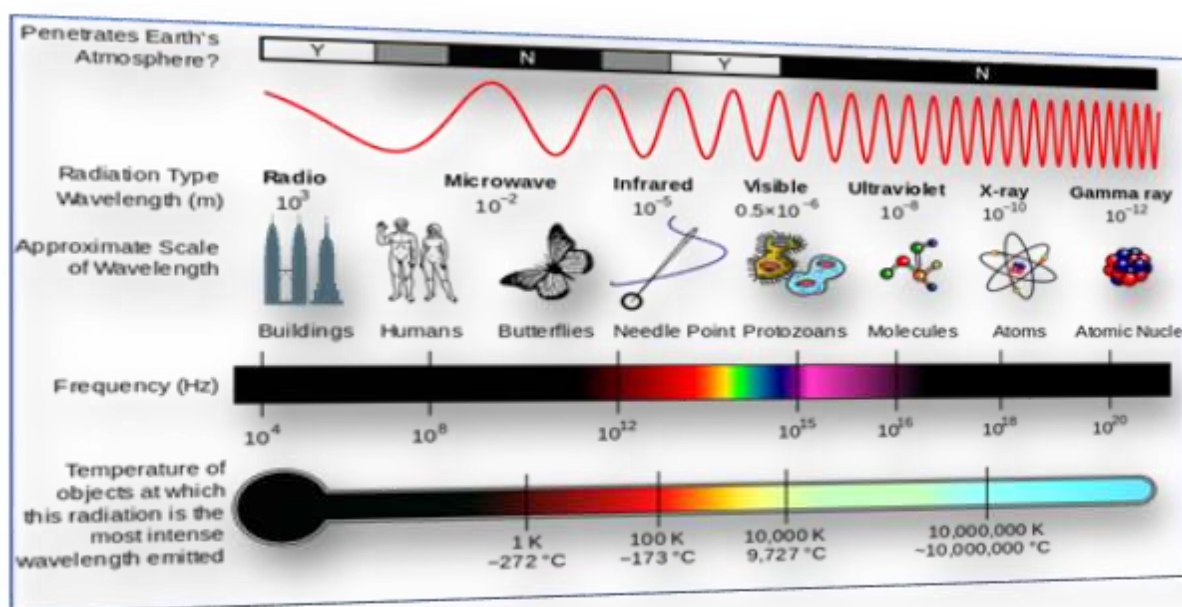 Penetrates Earth's
Atmosphere?
Y N Y N
Radiation Type
Wavelength (m)
Radio Microwave Infrared Visible Ultraviolet X-ray Gamma ray
10³ 10⁻² 10⁻⁵ 0.5×10⁻⁶ 10⁻⁸ 10⁻¹⁰ 10⁻¹²
Approximate Scale
of Wavelength
Buildings Humans Butterflies Needle Point Protozoans Molecules Atoms Atomic Nucle
Frequency (Hz)
10⁴ 10⁸ 10¹² 10¹⁵ 10¹⁶ 10¹⁸ 10²⁰
Temperature of
objects at which
this radiation is the
most intense
wavelength emitted
1 K 100 K 10,000 K 10,000,000 K
−272 °C −173 °C 9,727 °C ~10,000,000 °C